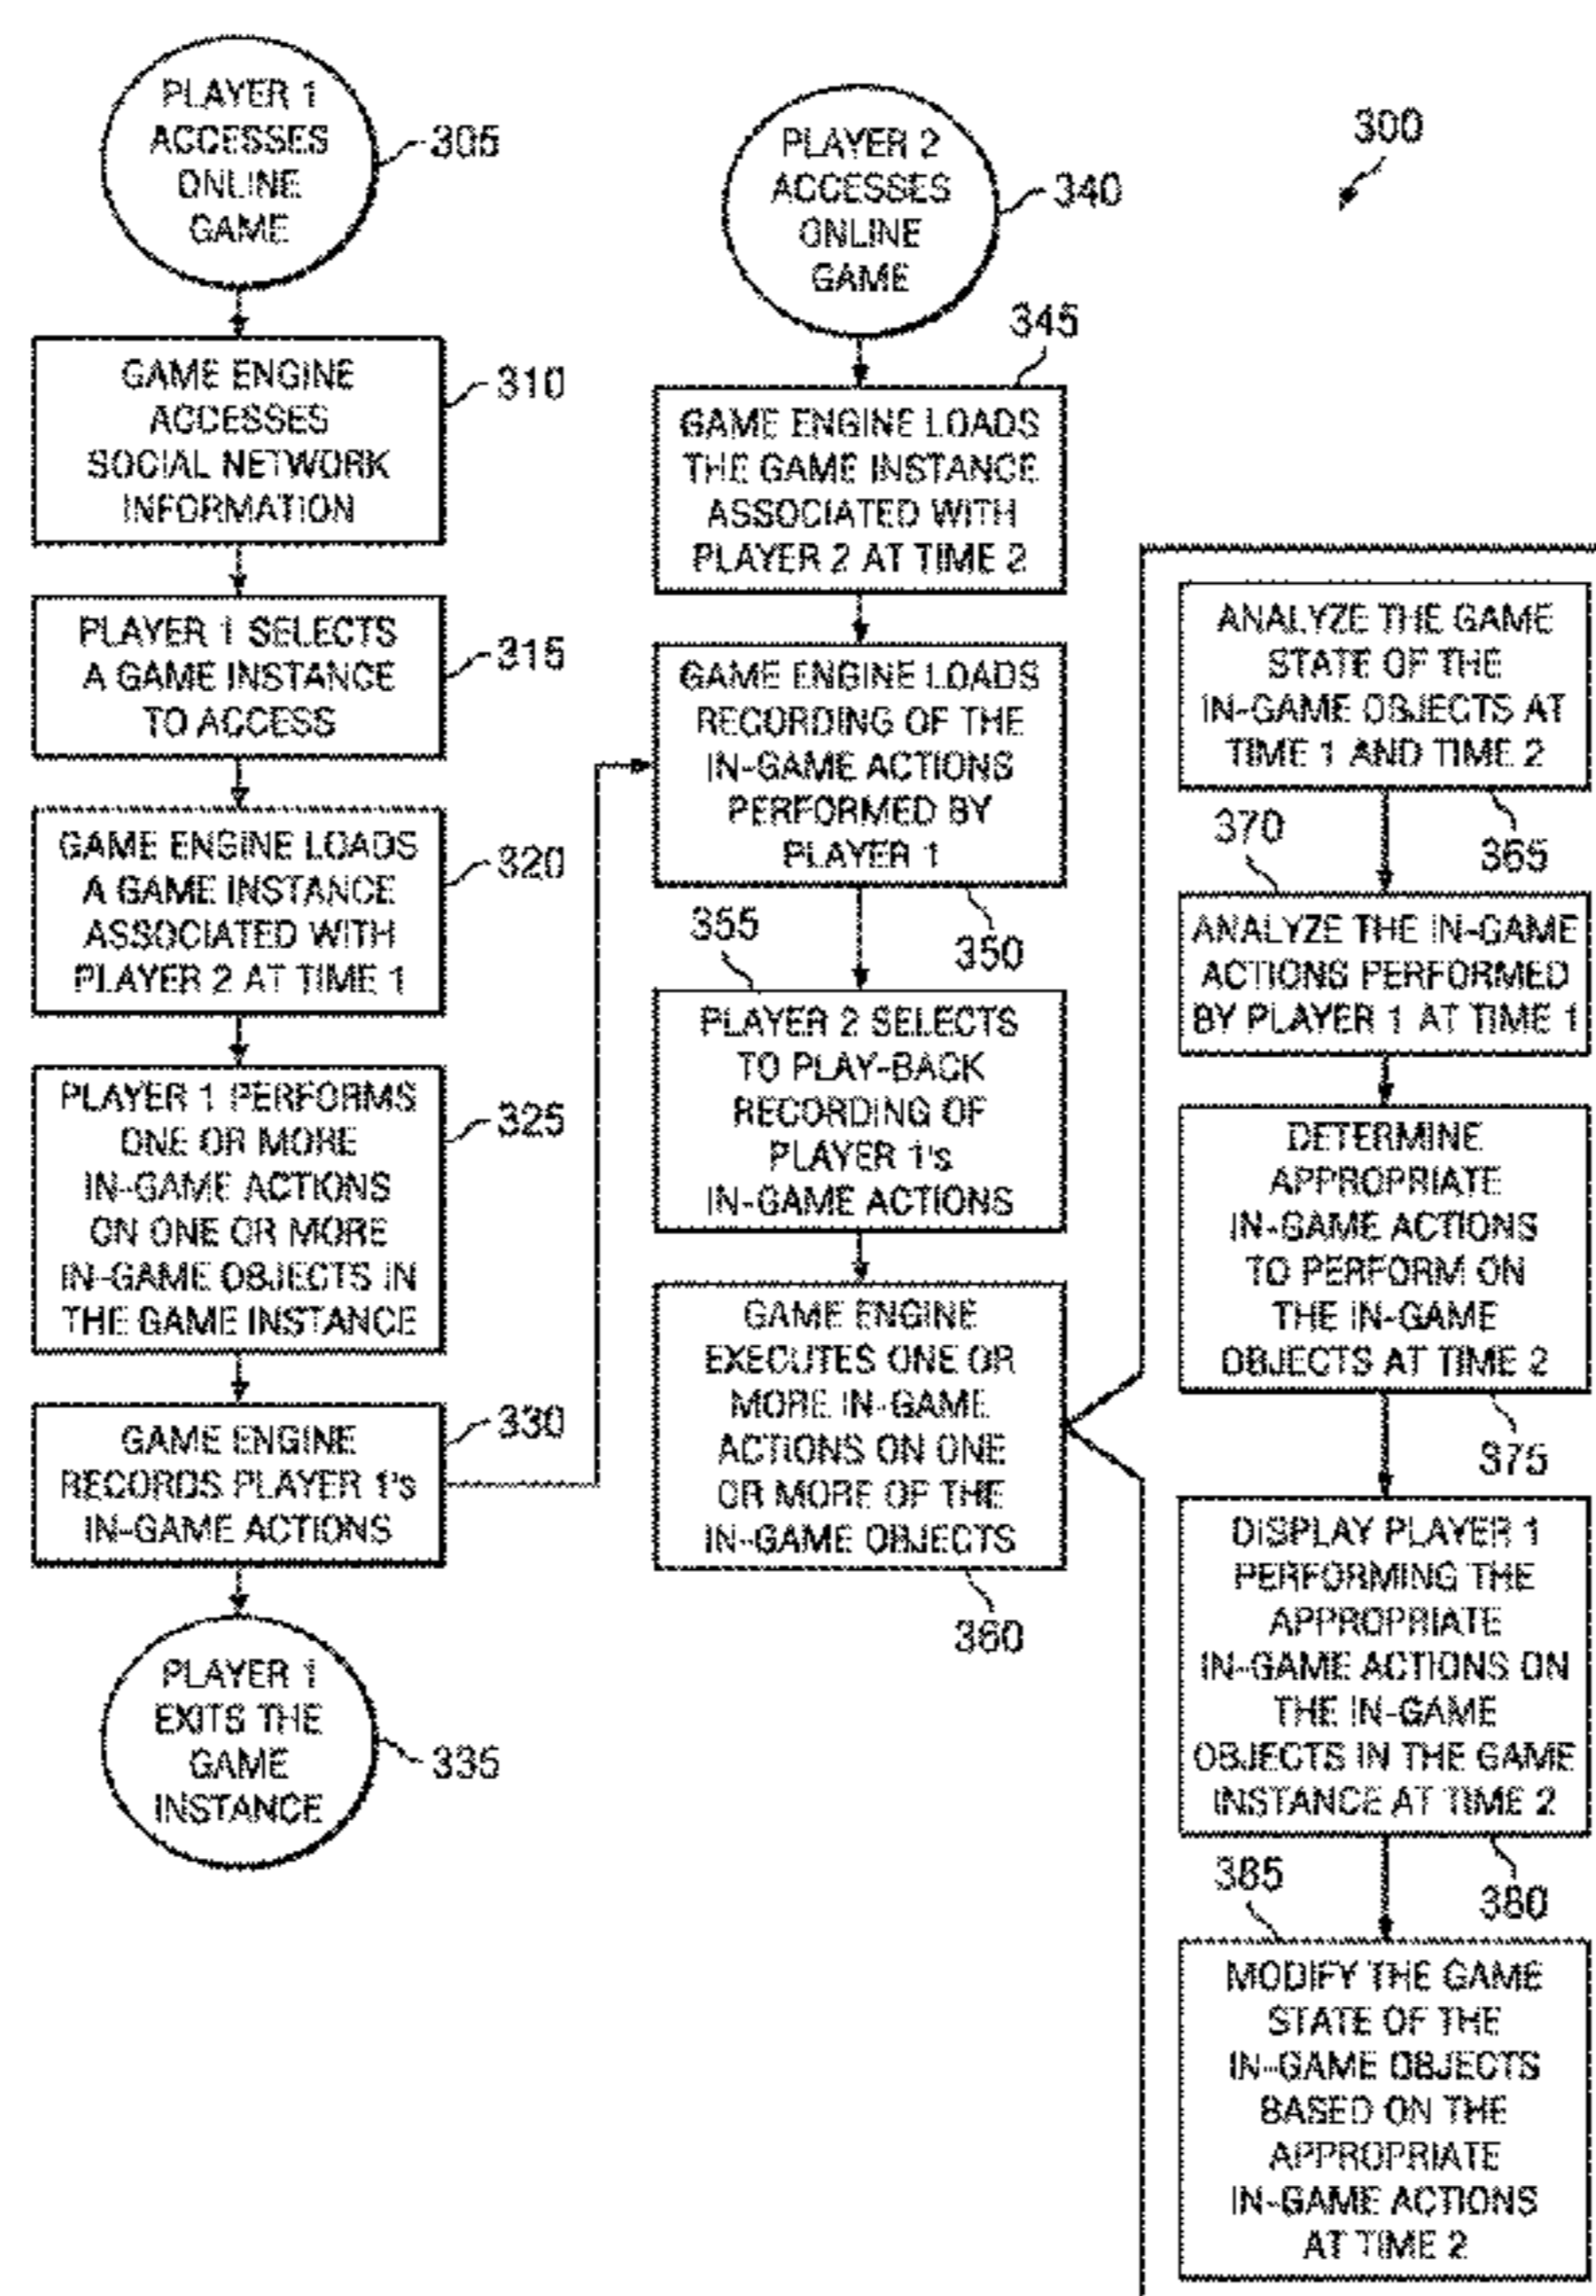 PLAYER 1
ACCESSES
ONLINE
GAME
305
GAME ENGINE
ACCESSES
SOCIAL NETWORK
INFORMATION
310
PLAYER 1 SELECTS
A GAME INSTANCE
TO ACCESS
315
GAME ENGINE LOADS
A GAME INSTANCE
ASSOCIATED WITH
PLAYER 2 AT TIME 1
320
PLAYER 1 PERFORMS
ONE OR MORE
IN-GAME ACTIONS
ON ONE OR MORE
IN-GAME OBJECTS IN
THE GAME INSTANCE
325
GAME ENGINE
RECORDS PLAYER 1's
IN-GAME ACTIONS
330
PLAYER 1
EXITS THE
GAME
INSTANCE
335
PLAYER 2
ACCESSES
ONLINE
GAME
340
345
GAME ENGINE LOADS
THE GAME INSTANCE
ASSOCIATED WITH
PLAYER 2 AT TIME 2
GAME ENGINE LOADS
RECORDING OF THE
IN-GAME ACTIONS
PERFORMED BY
PLAYER 1
350
355
PLAYER 2 SELECTS
TO PLAY-BACK
RECORDING OF
PLAYER 1's
IN-GAME ACTIONS
GAME ENGINE
EXECUTES ONE OR
MORE IN-GAME
ACTIONS ON ONE
OR MORE OF THE
IN-GAME OBJECTS
360
300
ANALYZE THE GAME
STATE OF THE
IN-GAME OBJECTS AT
TIME 1 AND TIME 2
365
370
ANALYZE THE IN-GAME
ACTIONS PERFORMED
BY PLAYER 1 AT TIME 1
DETERMINE
APPROPRIATE
IN-GAME ACTIONS
TO PERFORM ON
THE IN-GAME
OBJECTS AT TIME 2
375
DISPLAY PLAYER 1
PERFORMING THE
APPROPRIATE
IN-GAME ACTIONS ON
THE IN-GAME
OBJECTS IN THE GAME
INSTANCE AT TIME 2
380
385
MODIFY THE GAME
STATE OF THE
IN-GAME OBJECTS
BASED ON THE
APPROPRIATE
IN-GAME ACTIONS
AT TIME 2